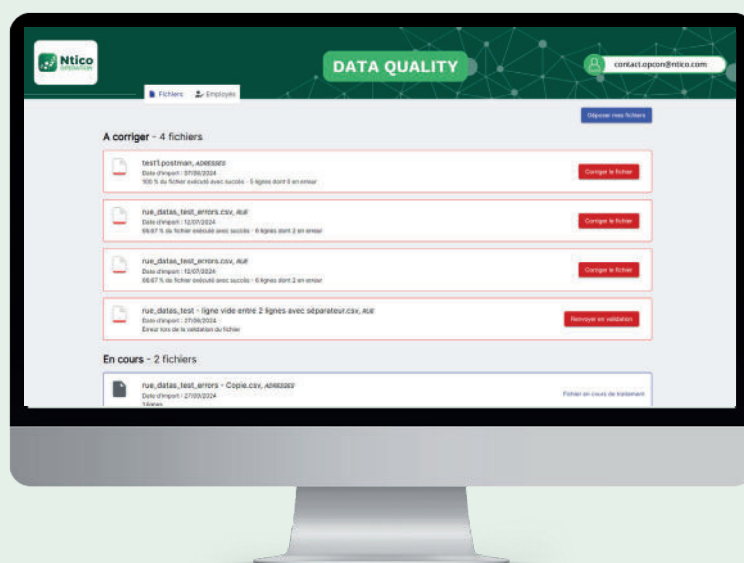 Ntico
OPERATION
DATA QUALITY
contact.opcon@ntico.com
Fichiers
Employés
Déposer mes fichiers
A corriger - 4 fichiers
test1.postman, ADRESSES
Date d'import : 07/08/2024
100 % du fichier exécuté avec succès - 5 lignes dont 0 en erreur
Corriger le fichier
rue_datas_test_errors.csv, RUE
Date d'import : 12/07/2024
66.67 % du fichier exécuté avec succès - 6 lignes dont 2 en erreur
Corriger le fichier
rue_datas_test_errors.csv, RUE
Date d'import : 12/07/2024
66.67 % du fichier exécuté avec succès - 6 lignes dont 2 en erreur
Corriger le fichier
rue_datas_test - ligne vide entre 2 lignes avec séparateur.csv, RUE
Date d'import : 27/09/2024
Erreur lors de la validation du fichier
Renvoyer en validation
En cours - 2 fichiers
rue_datas_test_errors - Copie.csv, ADRESSES
Date d'import : 27/09/2024
Fichier en cours de traitement